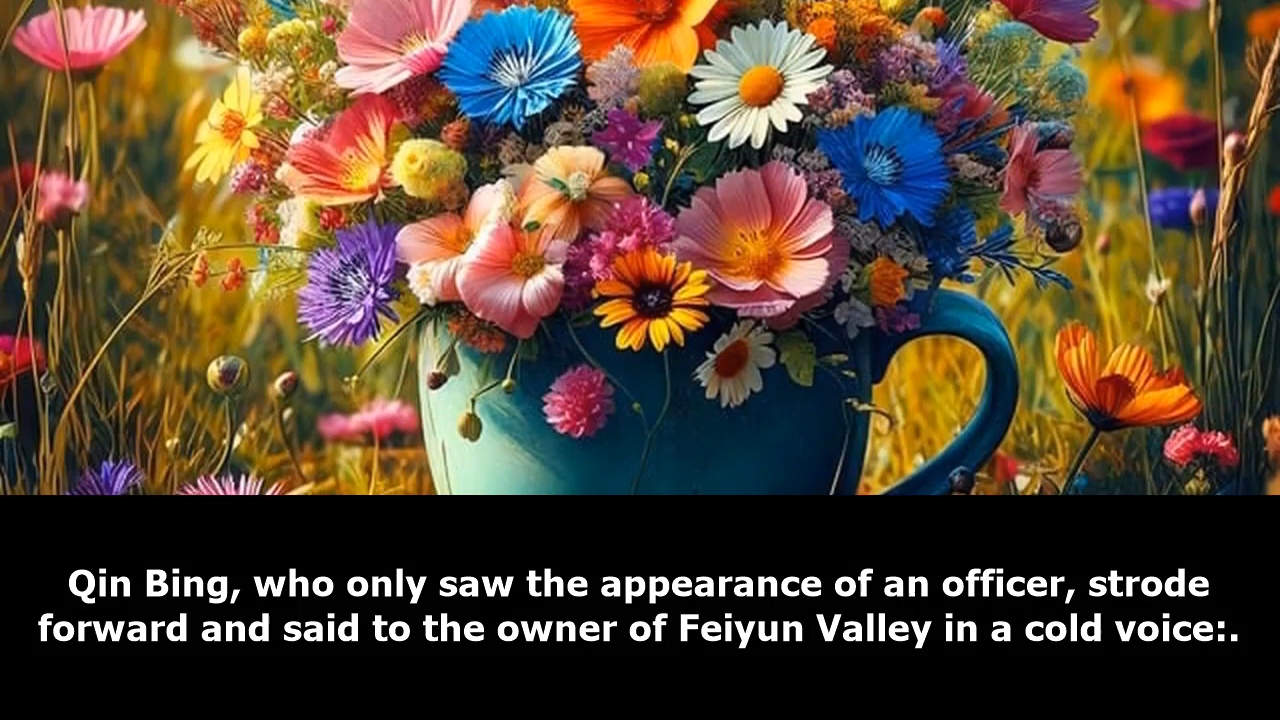 Qin Bing, who only saw the appearance of an officer, strode
forward and said to the owner of Feiyun Valley in a cold voice:.